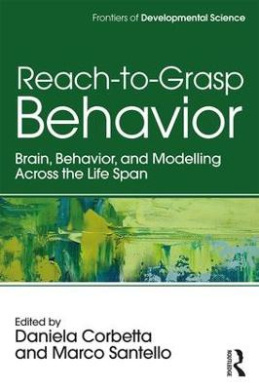 Frontiers of Developmental Science
Reach-to-Grasp
Behavior
Brain, Behavior, and Modelling
Across the Life Span
Edited by
Daniela Corbetta
and Marco Santello
ROUTLEDGE